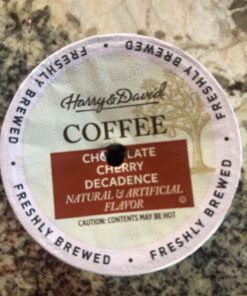 FRESHLY BREWED
Harry & David
COFFEE
CHOCOLATE
CHERRY
DECADENCE
NATURAL & ARTIFICIAL
FLAVOR
CAUTION: CONTENTS MAY BE HOT
FRESHLY BREWED
FRESHLY BREWED
FRESHLY BREWED